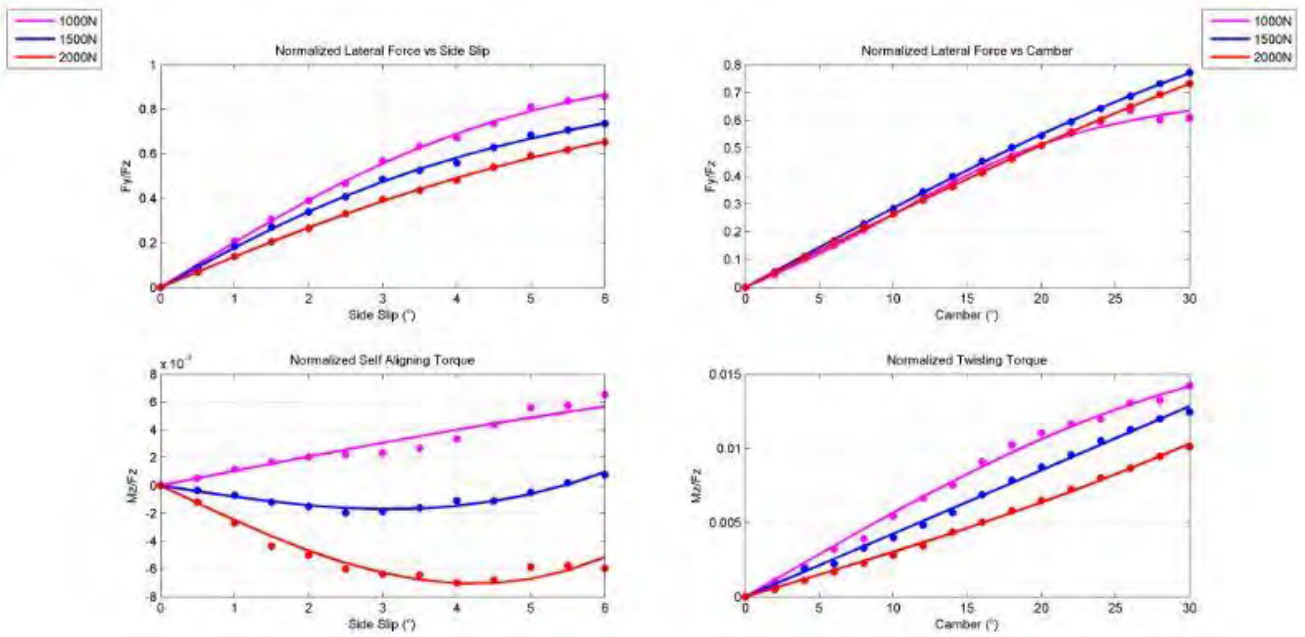 1000N
1500N
2000N
Normalized Lateral Force vs Side Slip
1
0.8
0.6
0.4
0.2
0
Fy/Fz
0 1 2 3 4 5 6
Side Slip (°)
1000N
1500N
2000N
Normalized Lateral Force vs Camber
0.8
0.7
0.6
0.5
0.4
0.3
0.2
0.1
0
Fy/Fz
0 5 10 15 20 25 30
Camber (°)
Normalized Self Aligning Torque
8
6
4
2
0
-2
-4
-6
-8
Mz/Fz
0 1 2 3 4 5 6
Side Slip (°)
Normalized Twisting Torque
0.015
0.01
0.005
0
Mz/Fz
0 5 10 15 20 25 30
Camber (°)